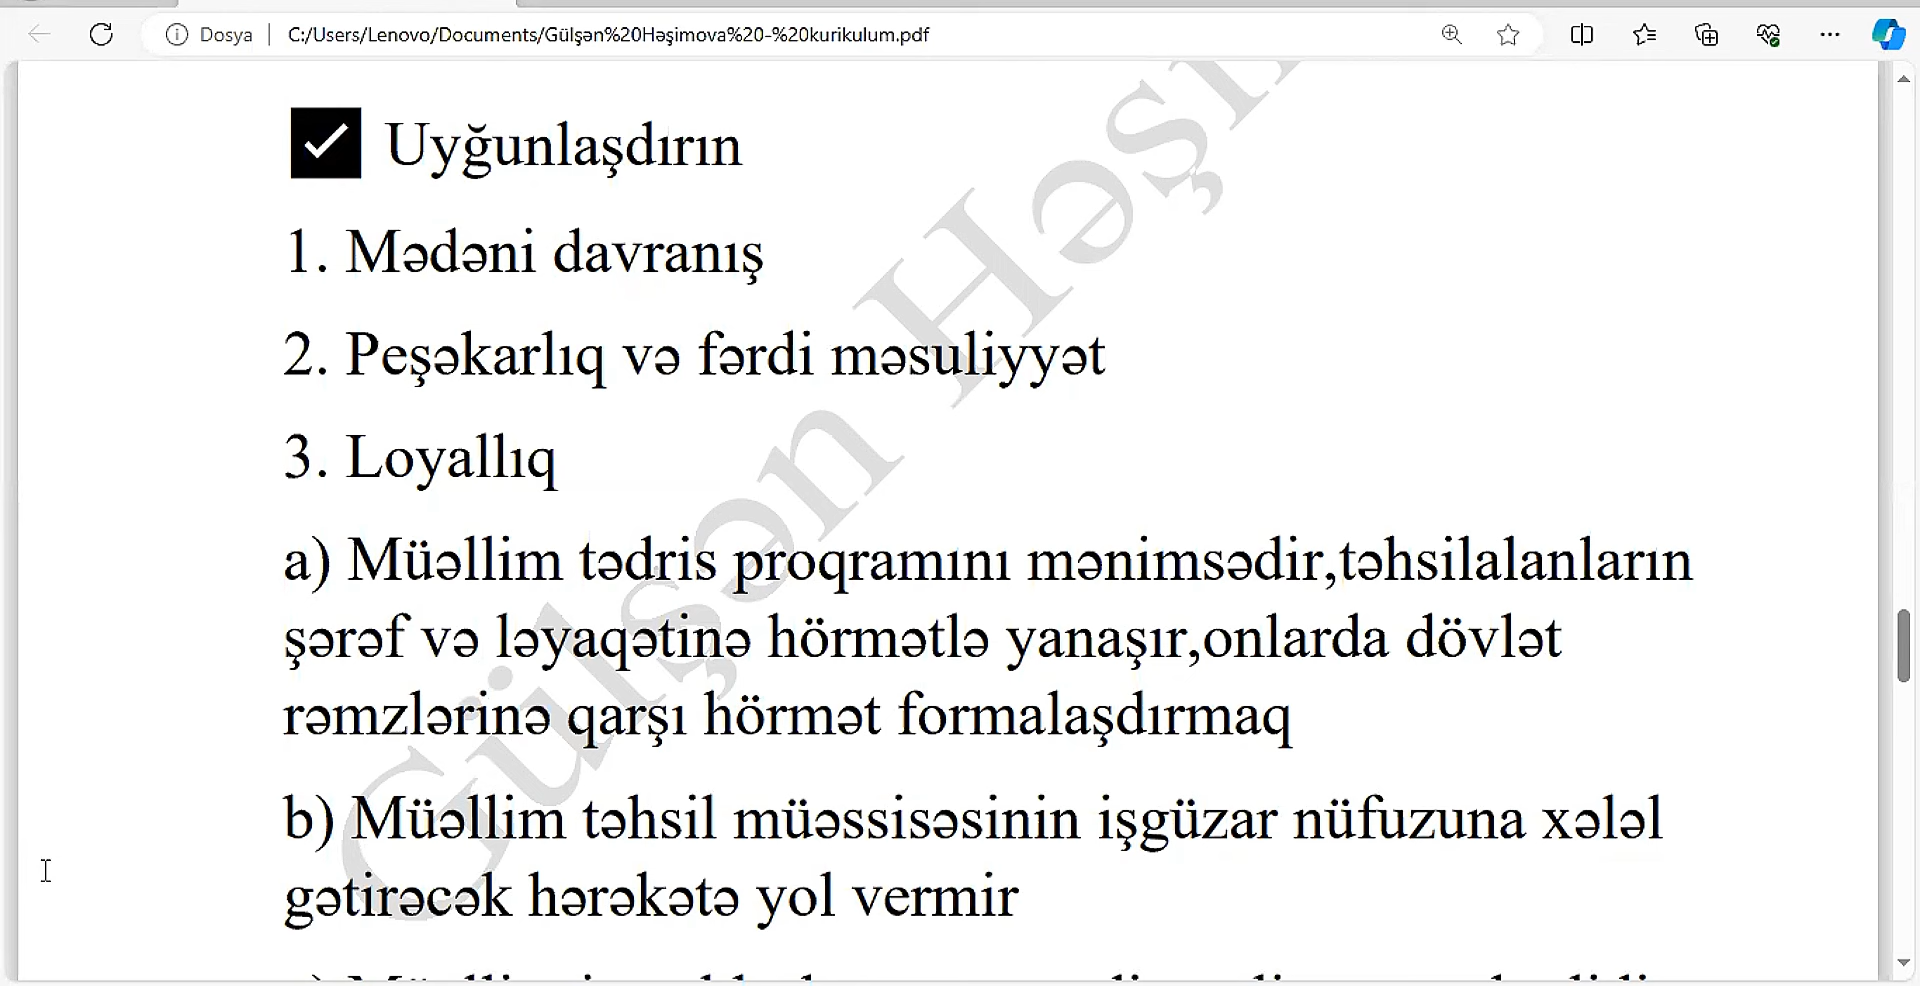 Dosya
C:/Users/Lenovo/Documents/Gülşən%20Həşimova%20-%20kurikulum.pdf
Uyğunlaşdırın
1. Mədəni davranış
2. Peşəkarlıq və fərdi məsuliyyət
3. Loyallıq
a) Müəllim tədris proqramını mənimsədir,təhsilalanların
şərəf və ləyaqətinə hörmətlə yanaşır,onlarda dövlət
rəmzlərinə qarşı hörmət formalaşdırmaq
b) Müəllim təhsil müəssisəsinin işgüzar nüfuzuna xələl
gətirəcək hərəkətə yol vermir
Gülşən Həşi